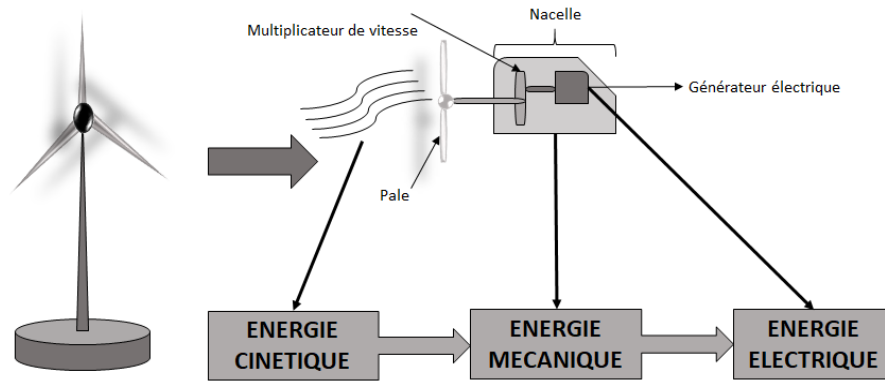 Nacelle
Multiplicateur de vitesse
Générateur électrique
Pale
ENERGIE
CINETIQUE
ENERGIE
MECANIQUE
ENERGIE
ELECTRIQUE